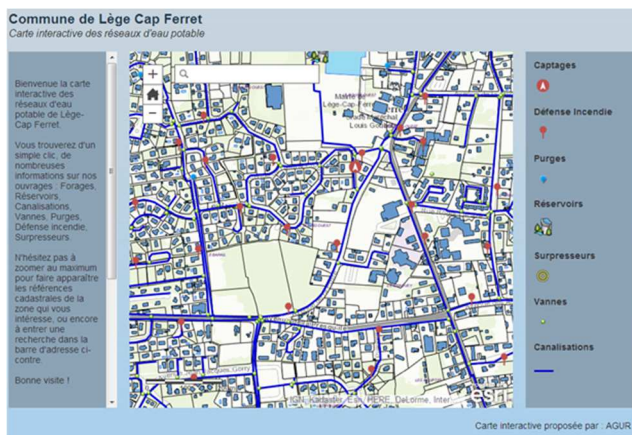 Commune de Lège Cap Ferret
Carte interactive des réseaux d'eau potable
Bienvenue la carte
interactive des
réseaux d'eau
potable de Lège-
Cap Ferret.
Vous trouverez d'un
simple clic, de
nombreuses
informations sur nos
ouvrages : Forages,
Réservoirs,
Canalisations,
Vannes, Purges,
Défense incendie,
Surpresseurs.
N'hésitez pas à
zoomer au maximum
pour faire apparaître
les références
cadastrales de la
zone qui vous
intéresse, ou encore
à entrer une
recherche dans la
barre d'adresse ci-
contre.
Bonne visite !
+
−
Mairie de
Lège-Cap-Ferret
Louis
esri
IGN, Kadaster, Esri, HERE, DeLorme, Inter
Captages
A
Défense Incendie
Purges
Réservoirs
Surpresseurs
Vannes
Canalisations
Carte interactive proposée par : AGUR